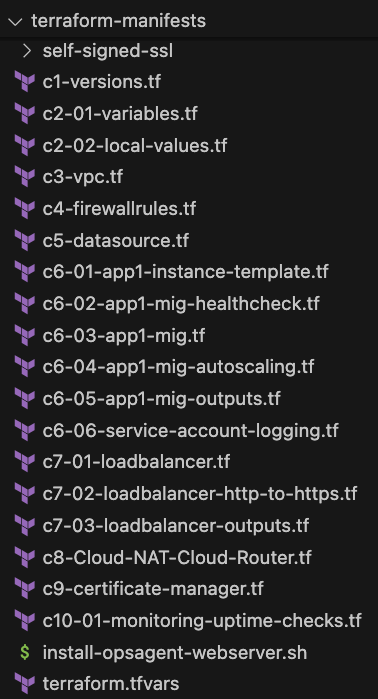 terraform-manifests
self-signed-ssl
c1-versions.tf
c2-01-variables.tf
c2-02-local-values.tf
c3-vpc.tf
c4-firewallrules.tf
c5-datasource.tf
c6-01-app1-instance-template.tf
c6-02-app1-mig-healthcheck.tf
c6-03-app1-mig.tf
c6-04-app1-mig-autoscaling.tf
c6-05-app1-mig-outputs.tf
c6-06-service-account-logging.tf
c7-01-loadbalancer.tf
c7-02-loadbalancer-http-to-https.tf
c7-03-loadbalancer-outputs.tf
c8-Cloud-NAT-Cloud-Router.tf
c9-certificate-manager.tf
c10-01-monitoring-uptime-checks.tf
$ install-opsagent-webserver.sh
terraform.tfvars